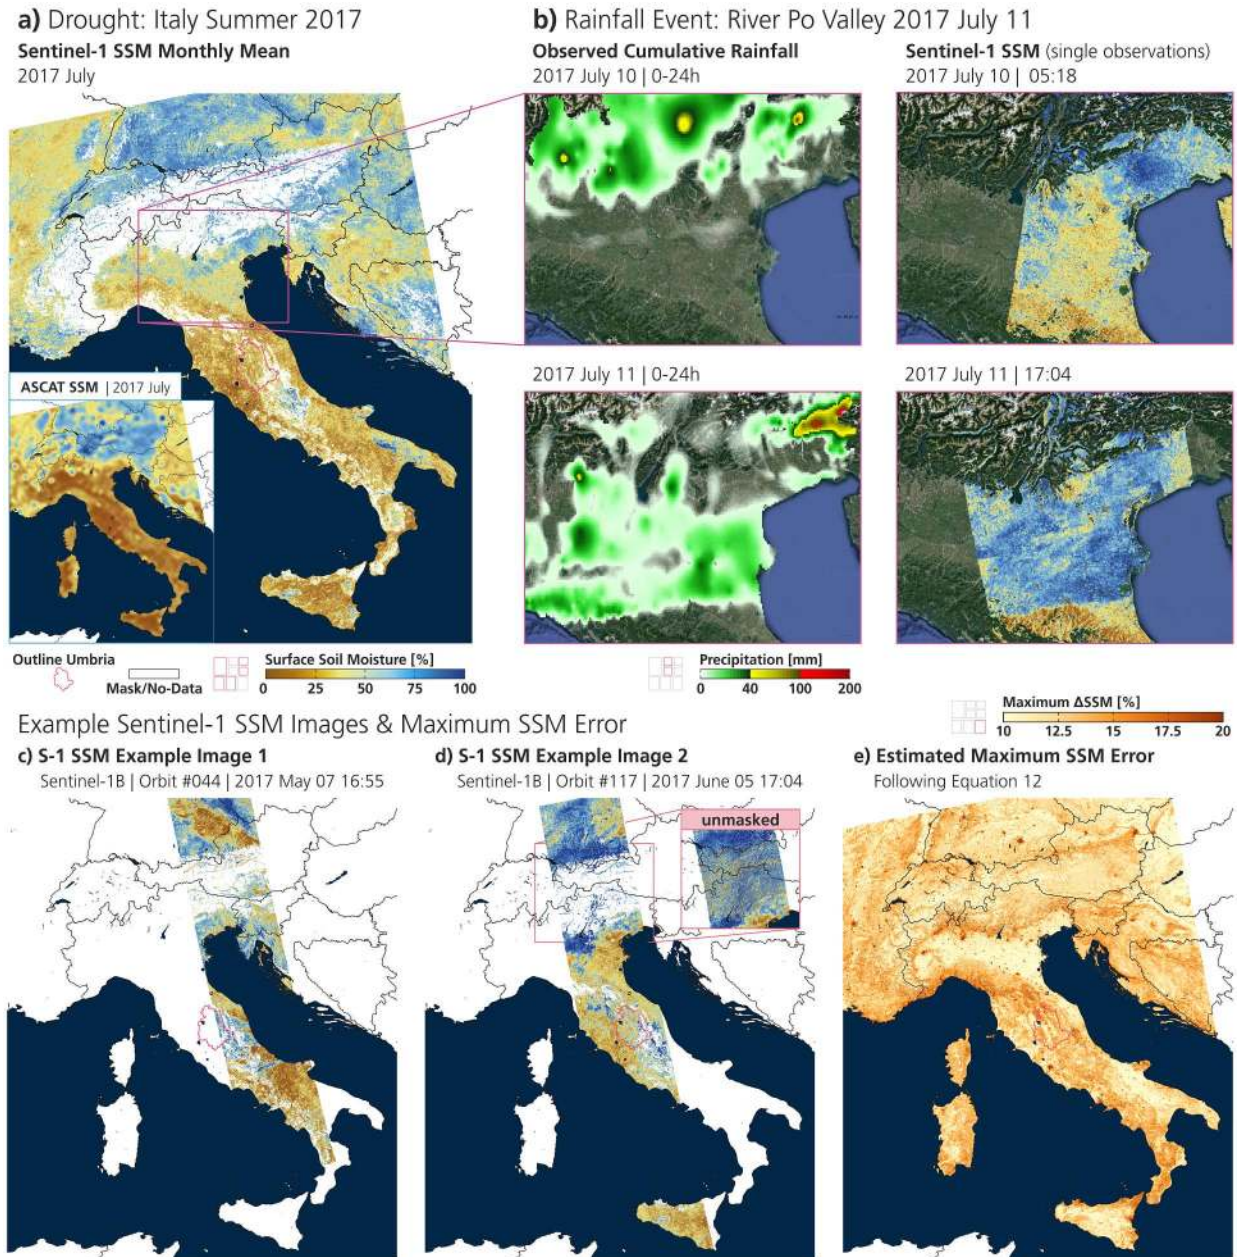 a) Drought: Italy Summer 2017
Sentinel-1 SSM Monthly Mean
2017 July
ASCAT SSM | 2017 July
Outline Umbria
Mask/No-Data
Surface Soil Moisture [%]
0 25 50 75 100
b) Rainfall Event: River Po Valley 2017 July 11
Observed Cumulative Rainfall
2017 July 10 | 0-24h
Sentinel-1 SSM (single observations)
2017 July 10 | 05:18
2017 July 11 | 0-24h
2017 July 11 | 17:04
Precipitation [mm]
0 40 100 200
Maximum ΔSSM [%]
10 12.5 15 17.5 20
Example Sentinel-1 SSM Images & Maximum SSM Error
c) S-1 SSM Example Image 1
Sentinel-1B | Orbit #044 | 2017 May 07 16:55
d) S-1 SSM Example Image 2
Sentinel-1B | Orbit #117 | 2017 June 05 17:04
unmasked
e) Estimated Maximum SSM Error
Following Equation 12